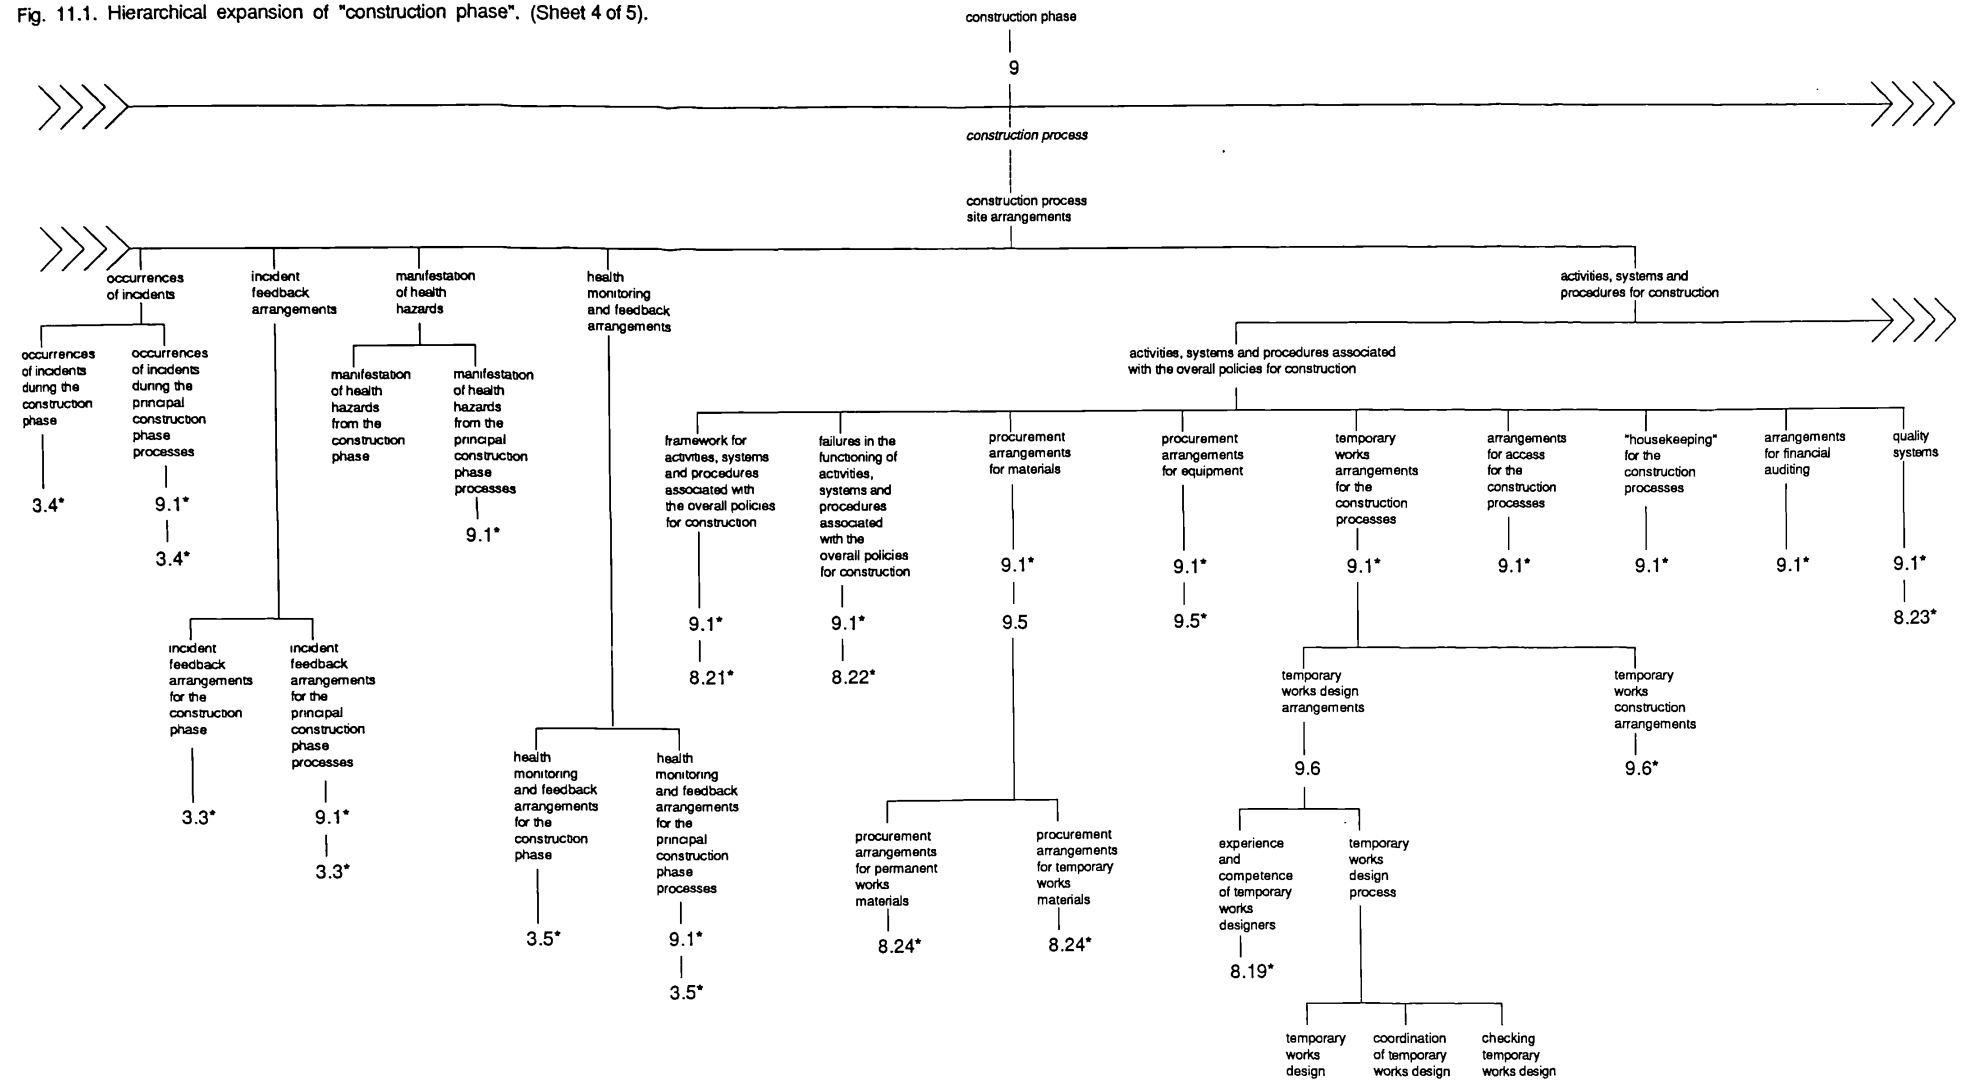 Fig. 11.1. Hierarchical expansion of "construction phase". (Sheet 4 of 5).
construction phase
9
construction process
construction process
site arrangements
occurrences
of incidents
incident
feedback
arrangements
manifestation
of health
hazards
health
monitoring
and feedback
arrangements
activities, systems and
procedures for construction
occurrences
of incidents
during the
construction
phase
3.4*
occurrences
of incidents
during the
principal
construction
phase
processes
9.1*
3.4*
manifestation
of health
hazards
from the
construction
phase
manifestation
of health
hazards
from the
principal
construction
phase
processes
9.1*
activities, systems and procedures associated
with the overall policies for construction
framework for
activities, systems
and procedures
associated with
the overall policies
for construction
9.1*
8.21*
failures in the
functioning of
activities,
systems and
procedures
associated
with the
overall policies
for construction
9.1*
8.22*
procurement
arrangements
for materials
9.1*
9.5
procurement
arrangements
for equipment
9.1*
9.5*
temporary
works
arrangements
for the
construction
processes
9.1*
arrangements
for access
for the
construction
processes
9.1*
"housekeeping"
for the
construction
processes
9.1*
arrangements
for financial
auditing
9.1*
quality
systems
9.1*
8.23*
incident
feedback
arrangements
for the
construction
phase
3.3*
incident
feedback
arrangements
for the
principal
construction
phase
processes
9.1*
3.3*
health
monitoring
and feedback
arrangements
for the
construction
phase
3.5*
health
monitoring
and feedback
arrangements
for the
principal
construction
phase
processes
9.1*
3.5*
procurement
arrangements
for permanent
works
materials
8.24*
procurement
arrangements
for temporary
works
materials
8.24*
temporary
works design
arrangements
9.6
temporary
works
construction
arrangements
9.6*
experience
and
competence
of temporary
works
designers
8.19*
temporary
works
design
process
temporary
works
design
coordination
of temporary
works design
checking
temporary
works design